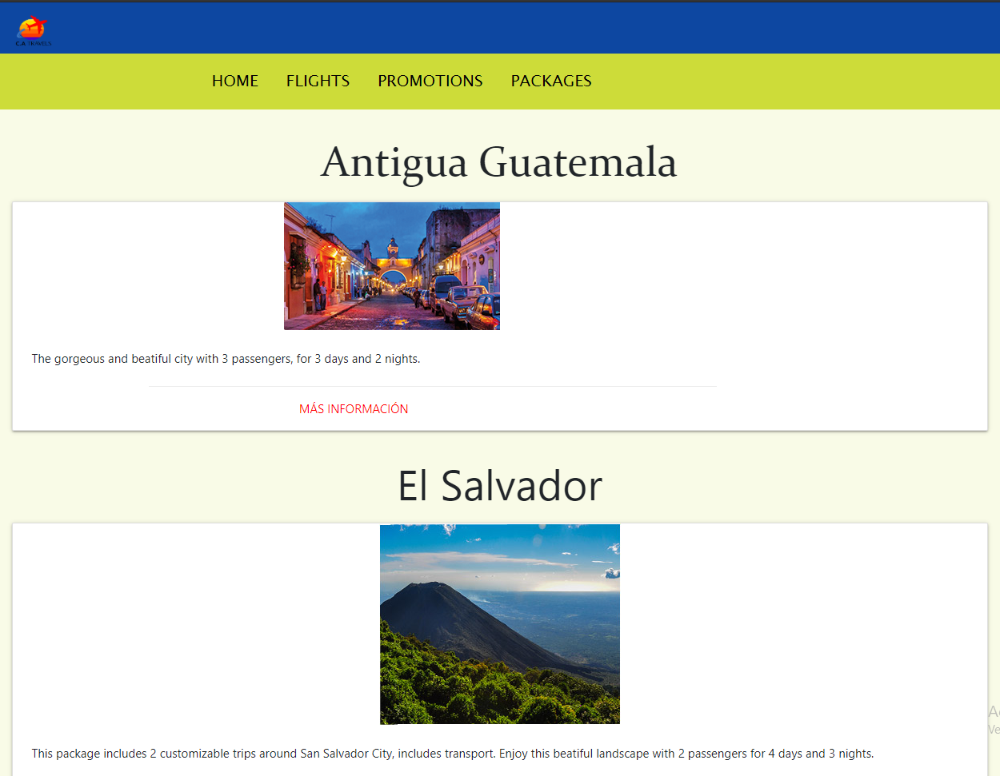 C.A TRAVELS
HOME FLIGHTS PROMOTIONS PACKAGES
Antigua Guatemala
The gorgeous and beatiful city with 3 passengers, for 3 days and 2 nights.
MÁS INFORMACIÓN
El Salvador
This package includes 2 customizable trips around San Salvador City, includes transport. Enjoy this beatiful landscape with 2 passengers for 4 days and 3 nights.